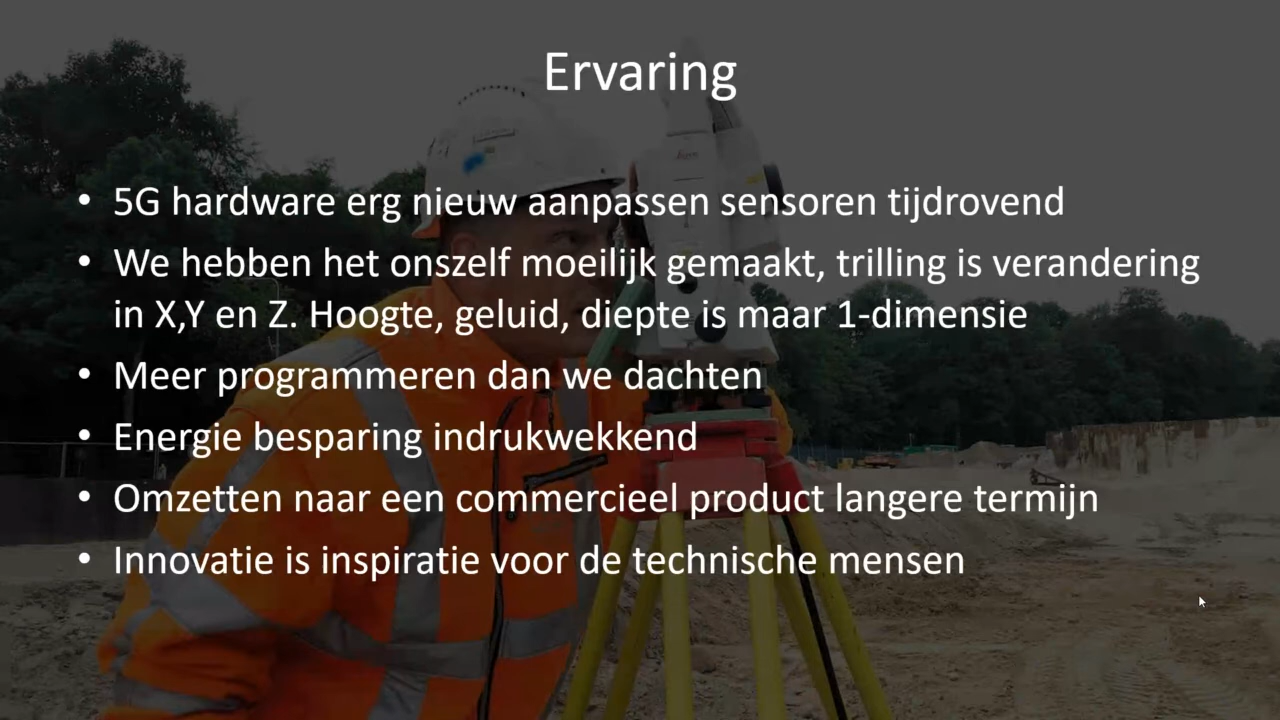 Ervaring
• 5G hardware erg nieuw aanpassen sensoren tijdrovend
• We hebben het onszelf moeilijk gemaakt, trilling is verandering
in X,Y en Z. Hoogte, geluid, diepte is maar 1-dimensie
• Meer programmeren dan we dachten
• Energie besparing indrukwekkend
• Omzetten naar een commercieel product langere termijn
• Innovatie is inspiratie voor de technische mensen